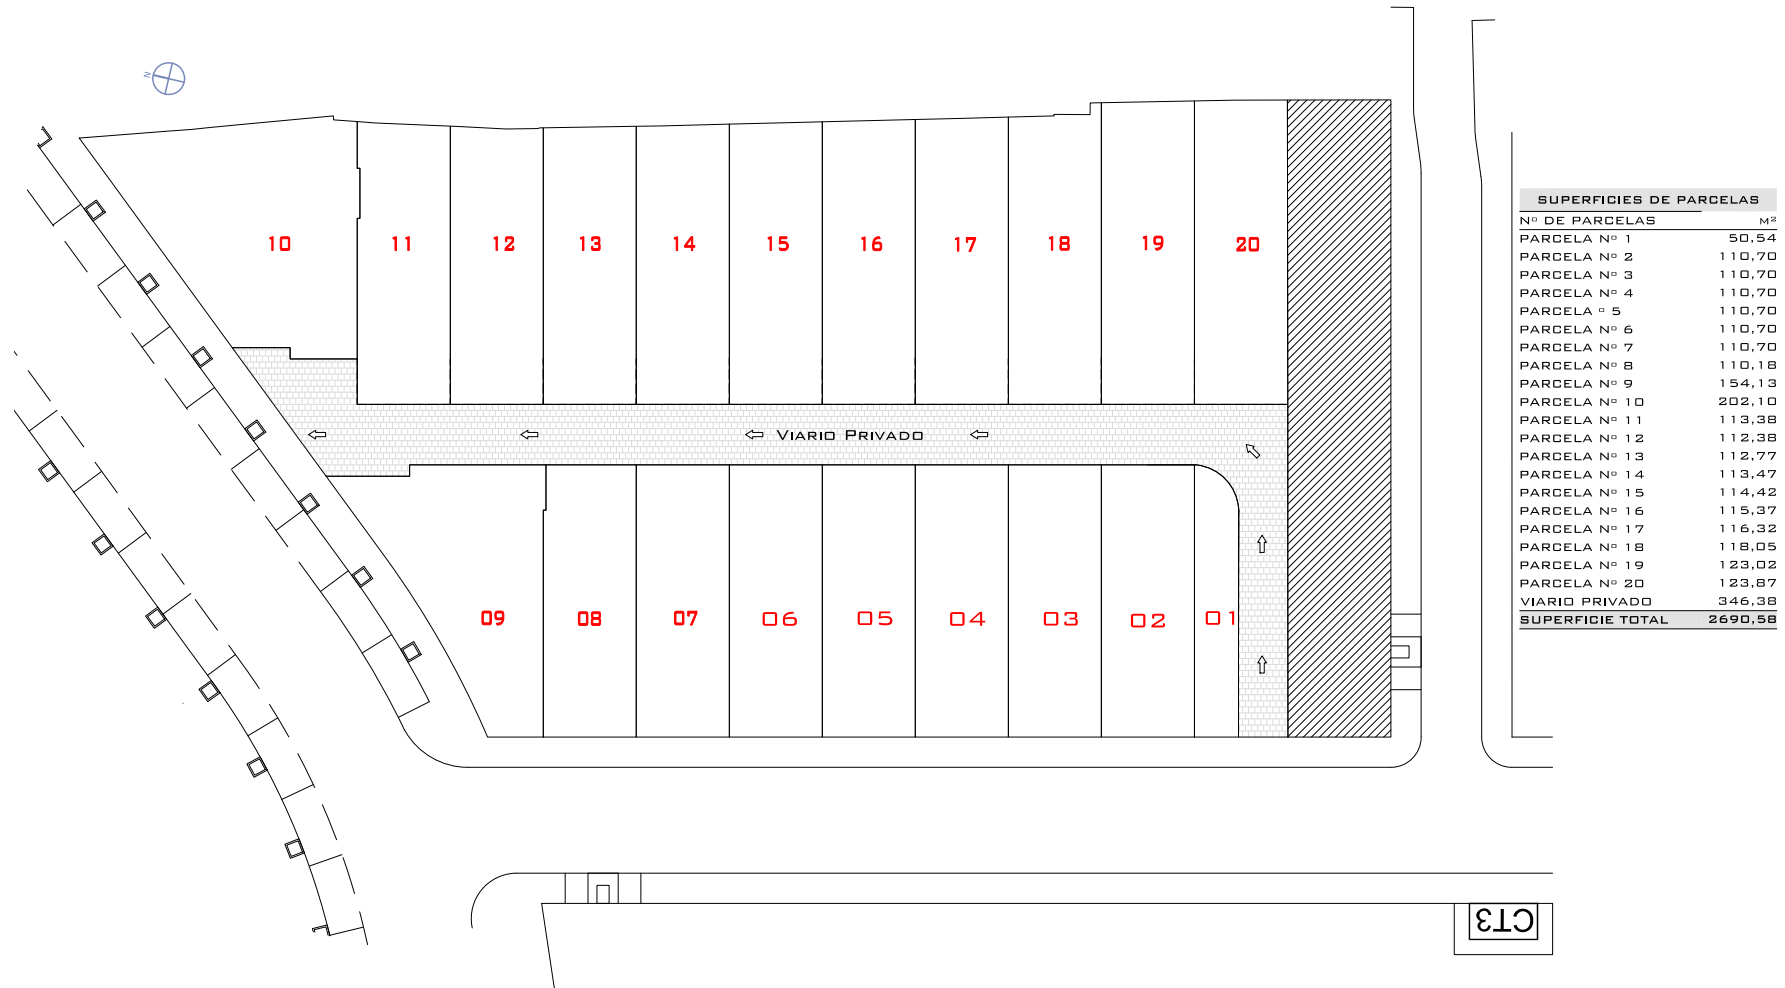 N
10
11
12
13
14
15
16
17
18
19
20
VIARIO PRIVADO
09
08
07
06
05
04
03
02
01
SUPERFICIES DE PARCELAS
Nº DE PARCELAS M²
PARCELA Nº 1 50,54
PARCELA Nº 2 110,70
PARCELA Nº 3 110,70
PARCELA Nº 4 110,70
PARCELA º 5 110,70
PARCELA Nº 6 110,70
PARCELA Nº 7 110,70
PARCELA Nº 8 110,18
PARCELA Nº 9 154,13
PARCELA Nº 10 202,10
PARCELA Nº 11 113,38
PARCELA Nº 12 112,38
PARCELA Nº 13 112,77
PARCELA Nº 14 113,47
PARCELA Nº 15 114,42
PARCELA Nº 16 115,37
PARCELA Nº 17 116,32
PARCELA Nº 18 118,05
PARCELA Nº 19 123,02
PARCELA Nº 20 123,87
VIARIO PRIVADO 346,38
SUPERFICIE TOTAL 2690,58
CT3